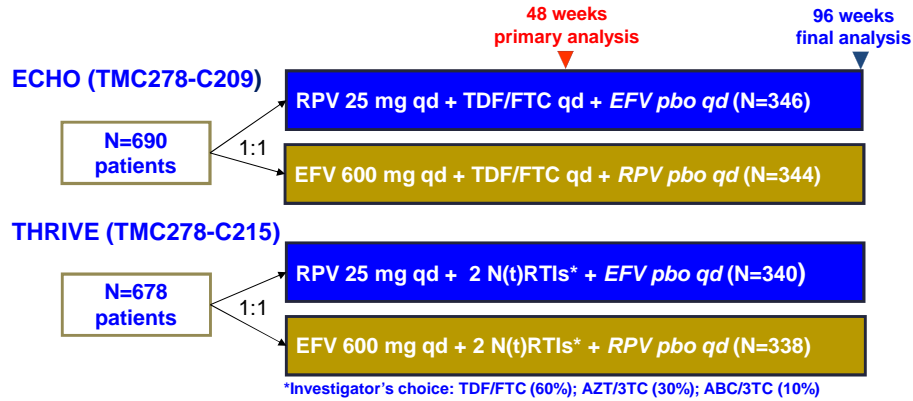 48 weeks
primary analysis
96 weeks
final analysis
ECHO (TMC278-C209)
N=690
patients
1:1
RPV 25 mg qd + TDF/FTC qd + EFV pbo qd (N=346)
EFV 600 mg qd + TDF/FTC qd + RPV pbo qd (N=344)
THRIVE (TMC278-C215)
N=678
patients
1:1
RPV 25 mg qd + 2 N(t)RTIs* + EFV pbo qd (N=340)
EFV 600 mg qd + 2 N(t)RTIs* + RPV pbo qd (N=338)
*Investigator's choice: TDF/FTC (60%); AZT/3TC (30%); ABC/3TC (10%)